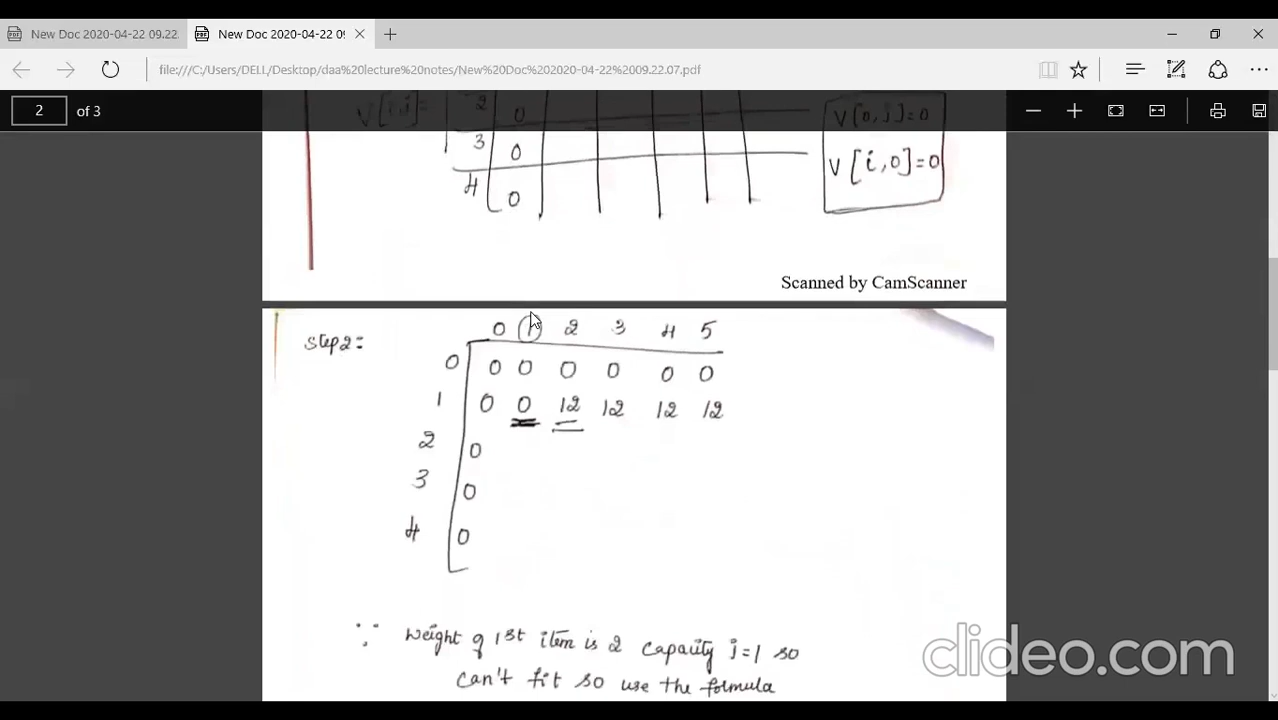 New Doc 2020-04-22 09.22.
New Doc 2020-04-22 09
file:///C:/Users/DELL/Desktop/daa%20lecture%20notes/New%20Doc%202020-04-22%2009.22.07.pdf
2 of 3
V[i,j]=
2 0
3 0
4 0
V[0,j]=0
V[i,0]=0
Scanned by CamScanner
Step2:
0 1 2 3 4 5
0 0 0 0 0 0 0
1 0 0 12 12 12 12
2 0
3 0
4 0
∵ Weight of 1st item is 2 capacity j=1 so
can't fit so use the formula
clideo.com